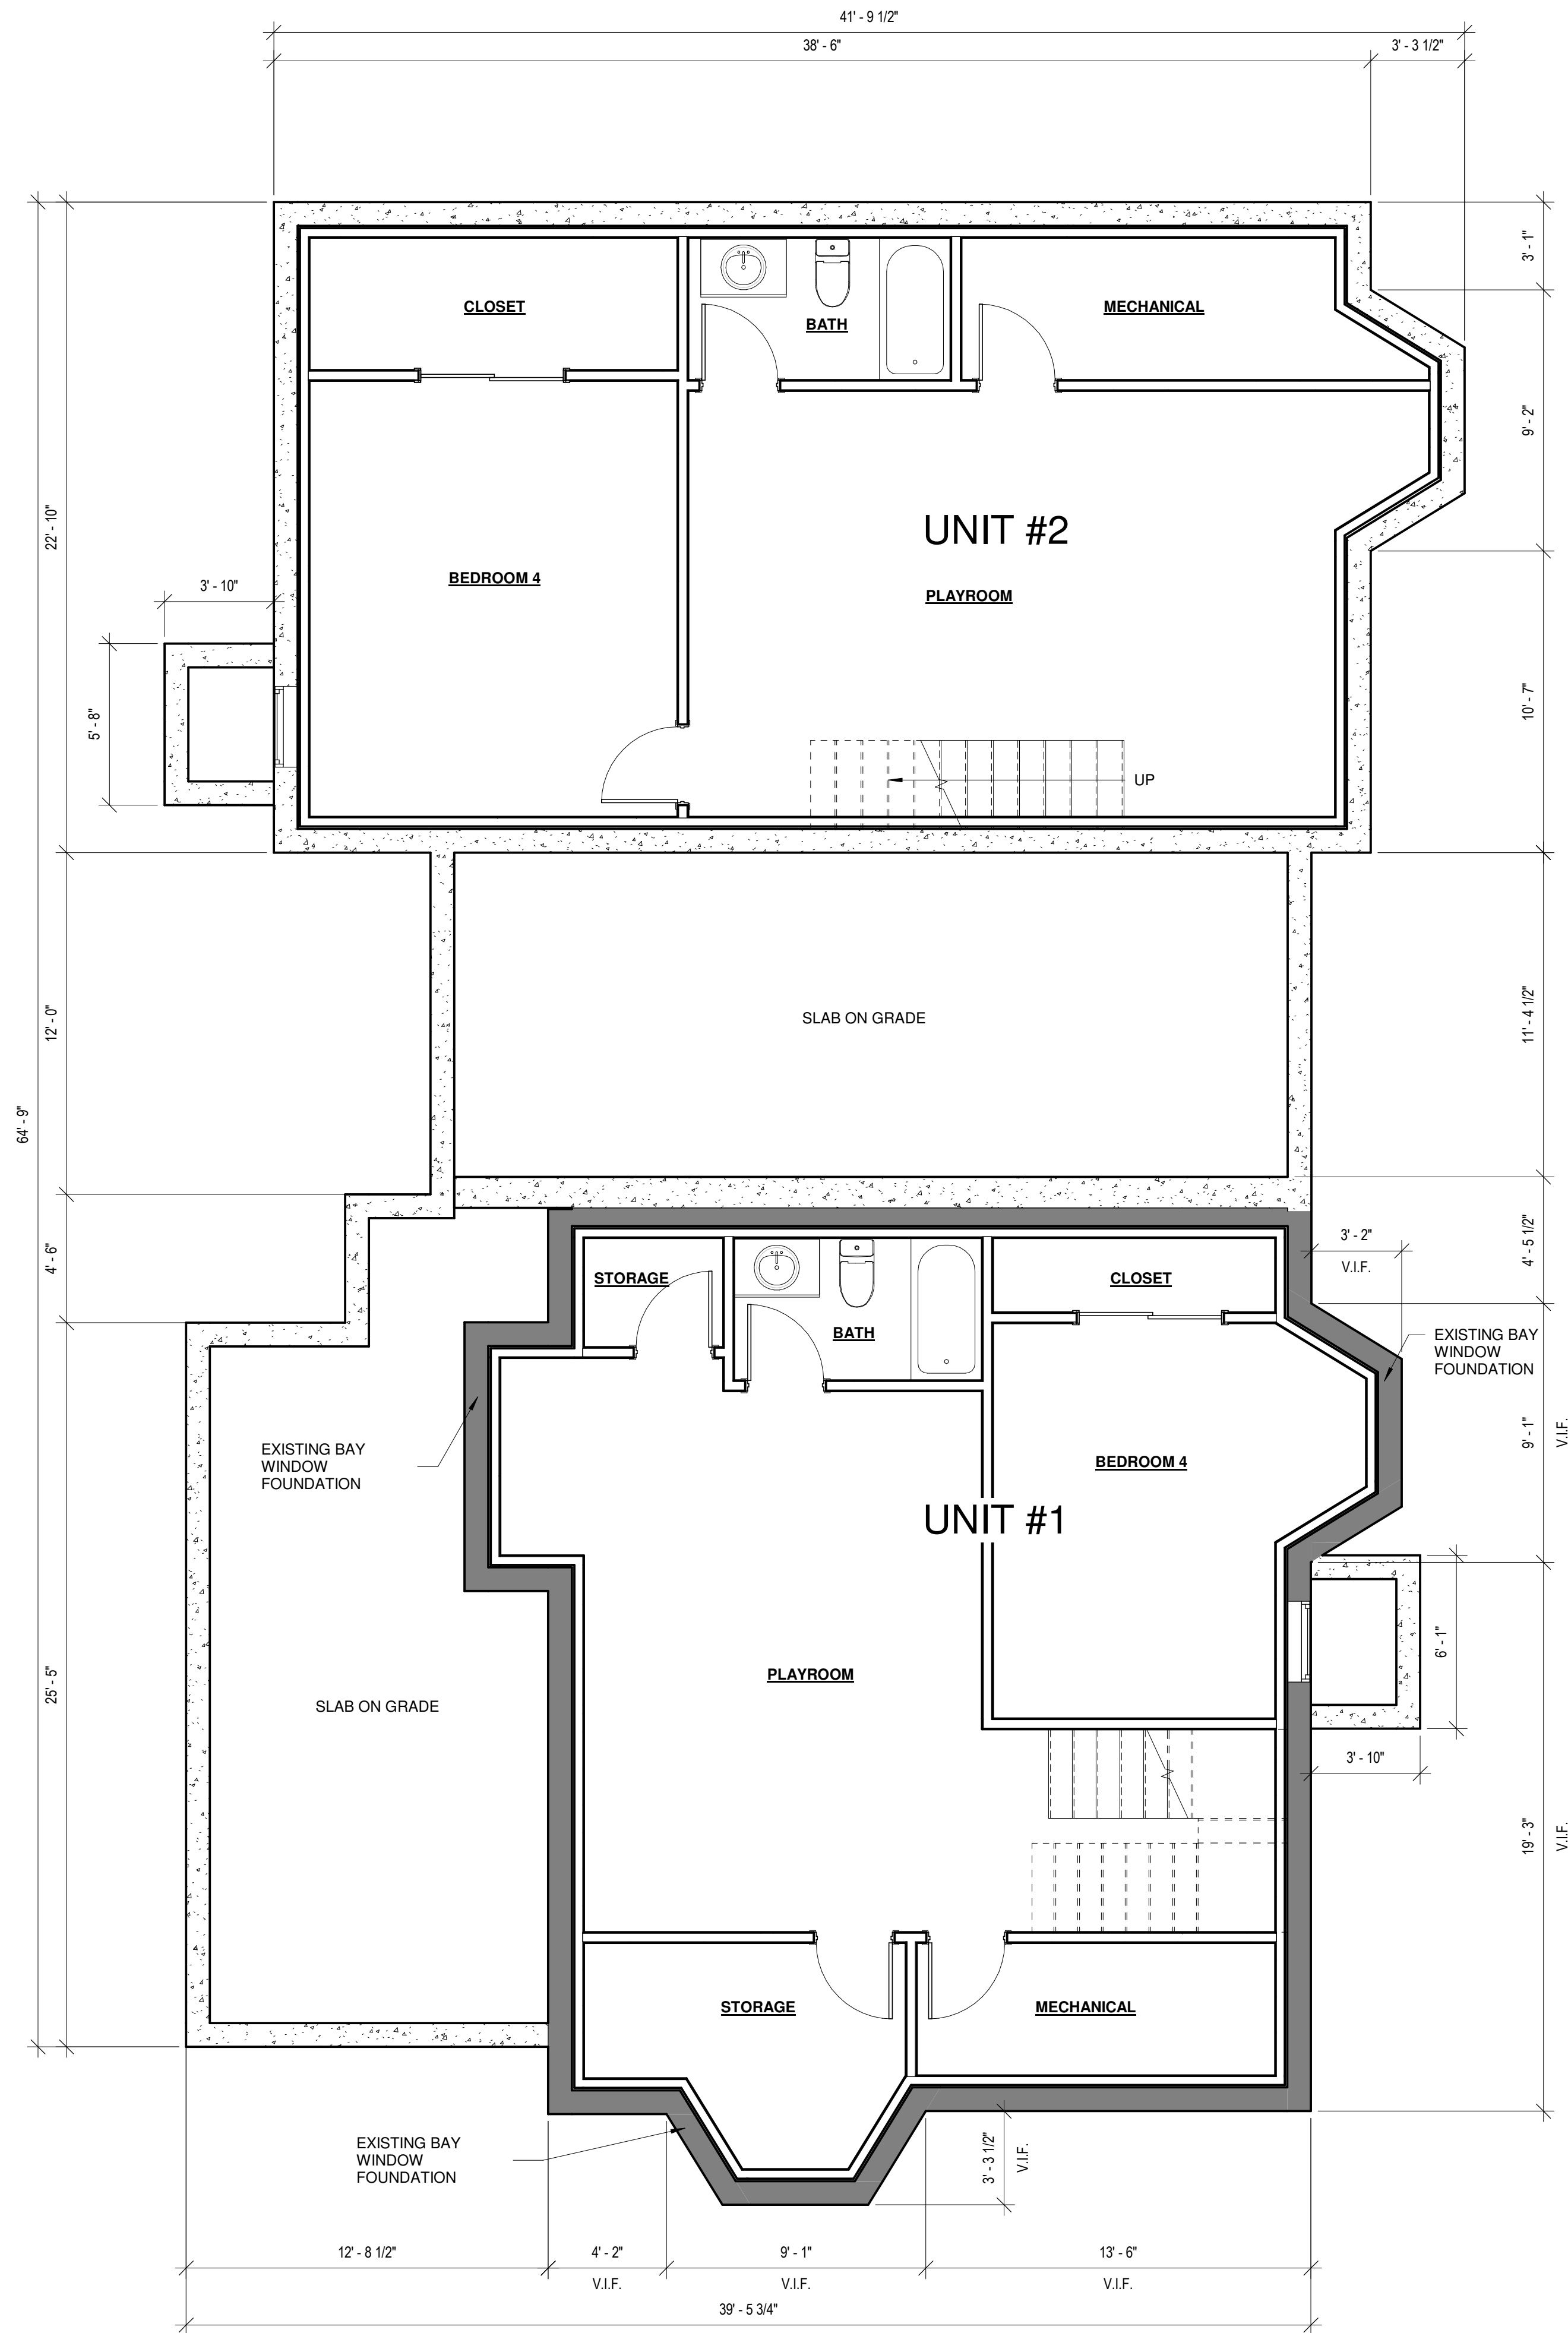 41' - 9 1/2"
38' - 6"
3' - 3 1/2"
3' - 1"
CLOSET
BATH
MECHANICAL
9' - 2"
22' - 10"
UNIT #2
BEDROOM 4
3' - 10"
PLAYROOM
5' - 8"
10' - 7"
UP
12' - 0"
SLAB ON GRADE
11' - 4 1/2"
64' - 9"
4' - 6"
4' - 5 1/2"
3' - 2"
V.I.F.
STORAGE
CLOSET
BATH
EXISTING BAY
WINDOW
FOUNDATION
9' - 1"
V.I.F.
EXISTING BAY
WINDOW
FOUNDATION
BEDROOM 4
UNIT #1
6' - 1"
PLAYROOM
25' - 5"
SLAB ON GRADE
3' - 10"
19' - 3"
V.I.F.
STORAGE
MECHANICAL
EXISTING BAY
WINDOW
FOUNDATION
3' - 3 1/2"
V.I.F.
12' - 8 1/2"
4' - 2"
V.I.F.
9' - 1"
V.I.F.
13' - 6"
V.I.F.
39' - 5 3/4"